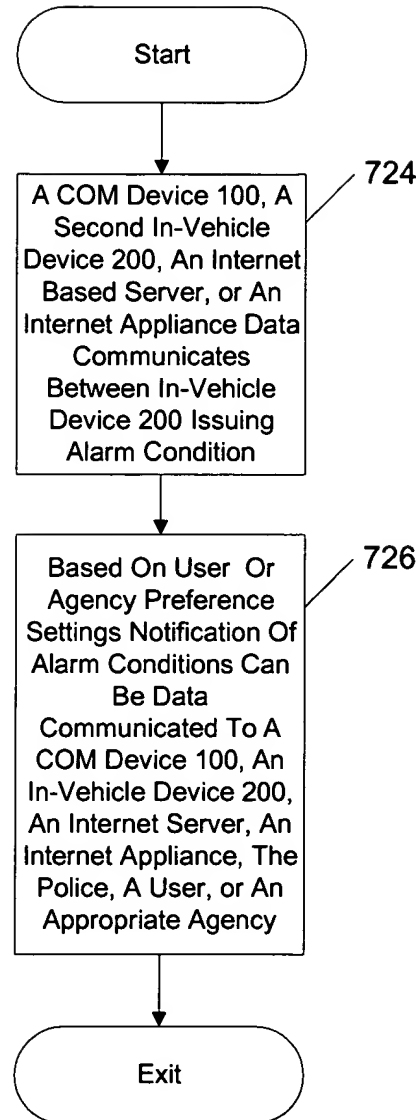 Start
724
A COM Device 100, A
Second In-Vehicle
Device 200, An Internet
Based Server, or An
Internet Appliance Data
Communicates
Between In-Vehicle
Device 200 Issuing
Alarm Condition
726
Based On User Or
Agency Preference
Settings Notification Of
Alarm Conditions Can
Be Data
Communicated To A
COM Device 100, An
In-Vehicle Device 200,
An Internet Server, An
Internet Appliance, The
Police, A User, or An
Appropriate Agency
Exit